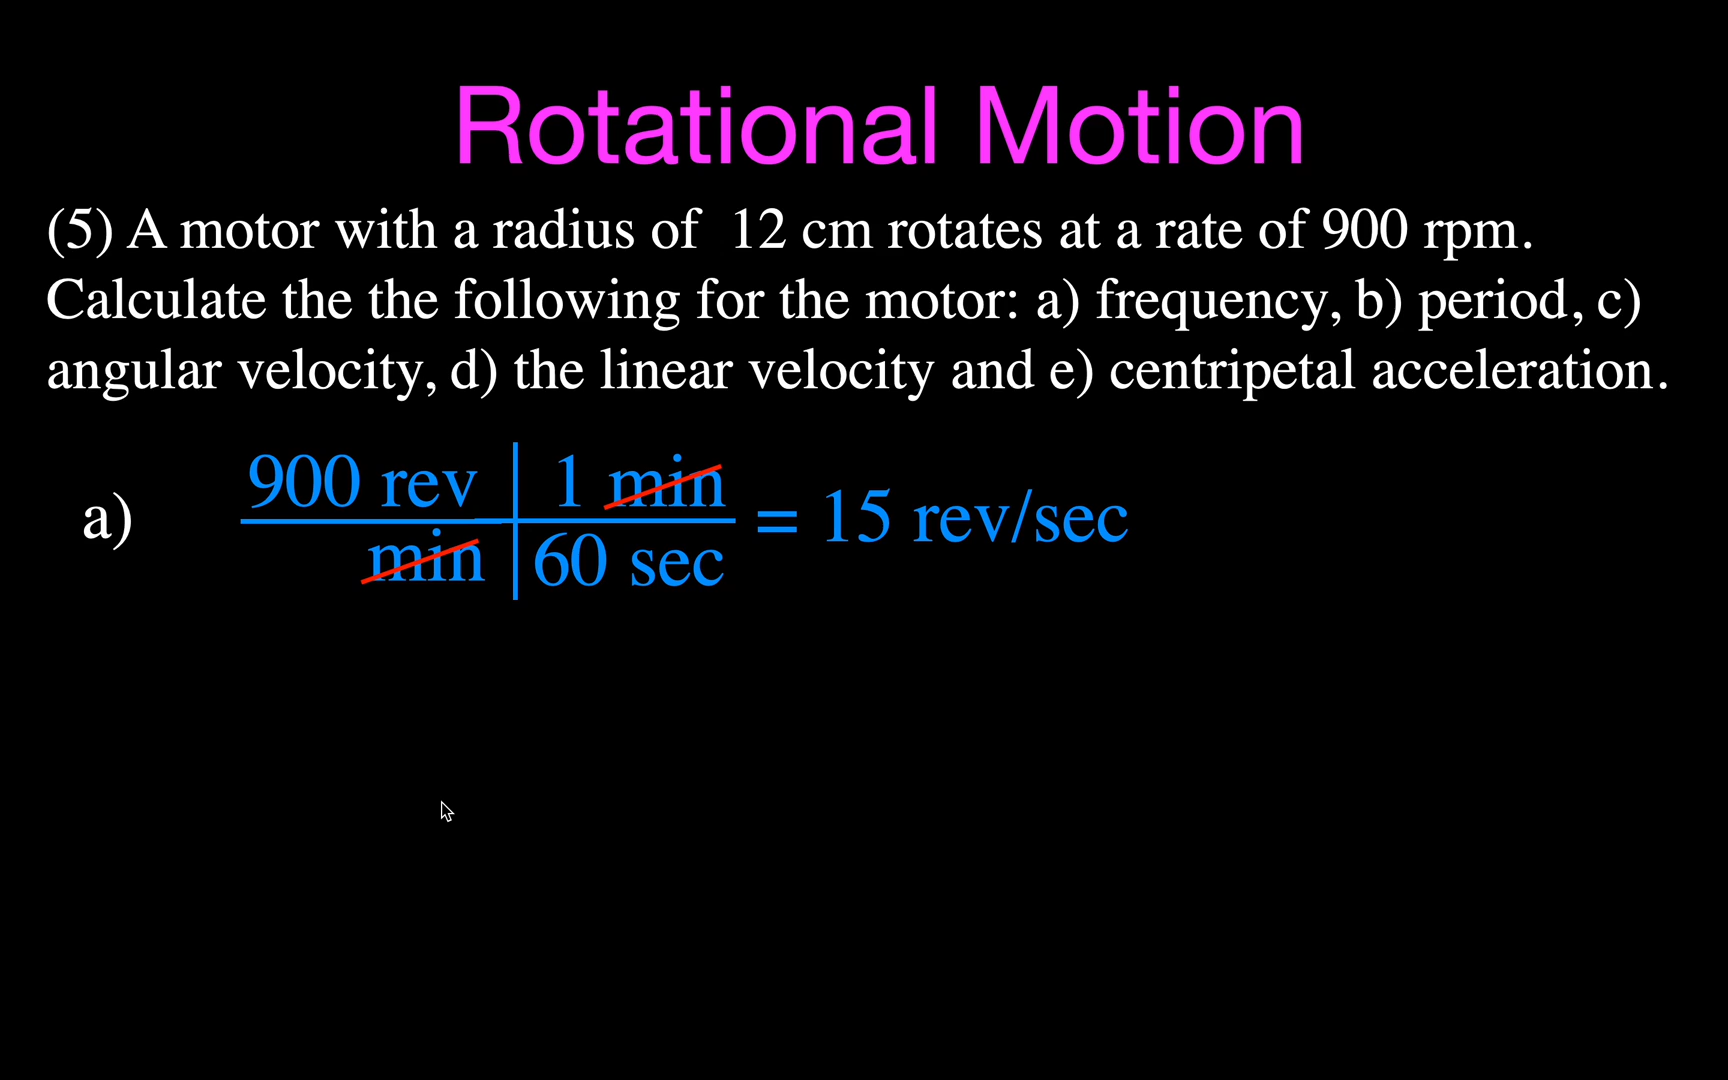 Rotational Motion
(5) A motor with a radius of  12 cm rotates at a rate of 900 rpm.
Calculate the the following for the motor: a) frequency, b) period, c)
angular velocity, d) the linear velocity and e) centripetal acceleration.
a) 900 rev 1 min = 15 rev/sec
min 60 sec